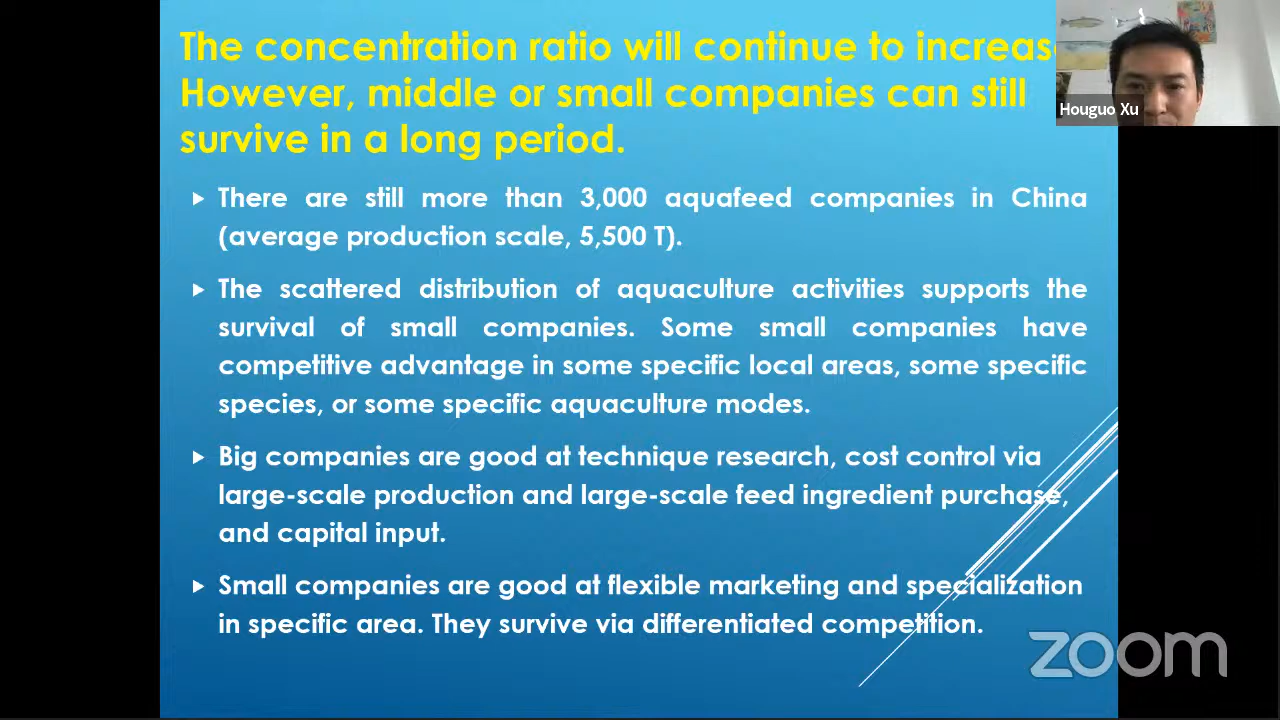 The concentration ratio will continue to increas
However, middle or small companies can still
survive in a long period.
Houguo Xu
There are still more than 3,000 aquafeed companies in China
(average production scale, 5,500 T).
The scattered distribution of aquaculture activities supports the
survival of small companies. Some small companies have
competitive advantage in some specific local areas, some specific
species, or some specific aquaculture modes.
Big companies are good at technique research, cost control via
large-scale production and large-scale feed ingredient purchase,
and capital input.
Small companies are good at flexible marketing and specialization
in specific area. They survive via differentiated competition.
zoom